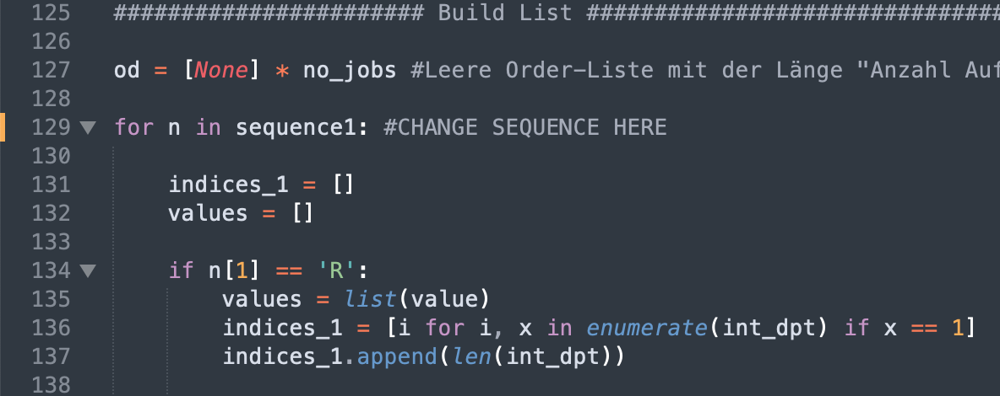 125 ####################### Build List ###############################
126
127 od = [None] * no_jobs #Leere Order-Liste mit der Länge "Anzahl
128
129 for n in sequence1: #CHANGE SEQUENCE HERE
130
131 indices_1 = []
132 values = []
133
134 if n[1] == 'R':
135 values = list(value)
136 indices_1 = [i for i, x in enumerate(int_dpt) if x == 1]
137 indices_1.append(len(int_dpt))
138